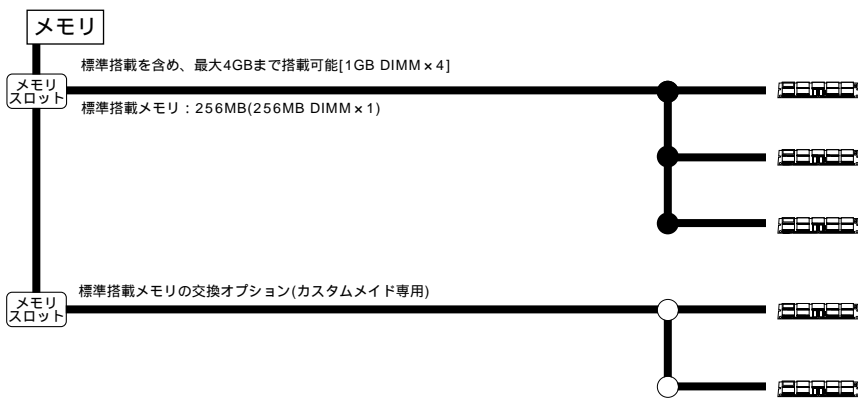 メモリ
標準搭載を含め、最大4GBまで搭載可能[1GB DIMM×4]
メモリ
スロット
標準搭載メモリ：256MB(256MB DIMM×1)
標準搭載メモリの交換オプション(カスタムメイド専用)
メモリ
スロット